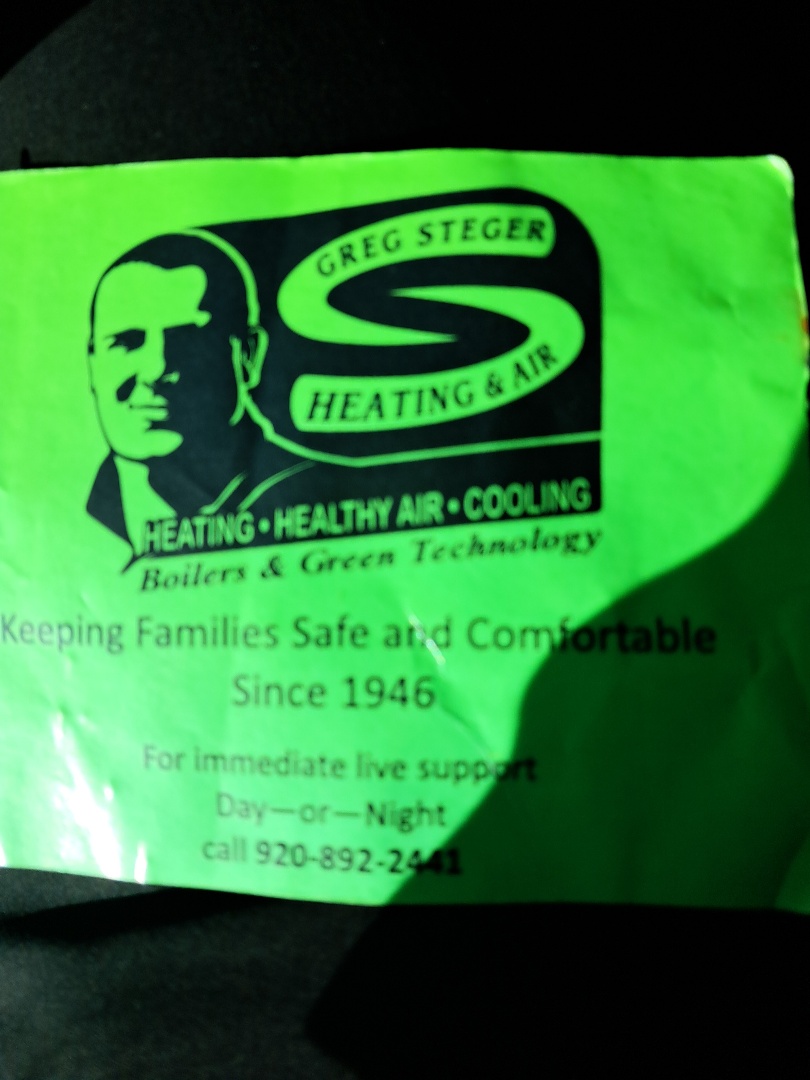 GREG STEGER
HEATING & AIR
HEATING • HEALTHY AIR • COOLING
Boilers & Green Technology
Keeping Families Safe and Comfortable
Since 1946
For immediate live support
Day—or—Night
call 920-892-2441